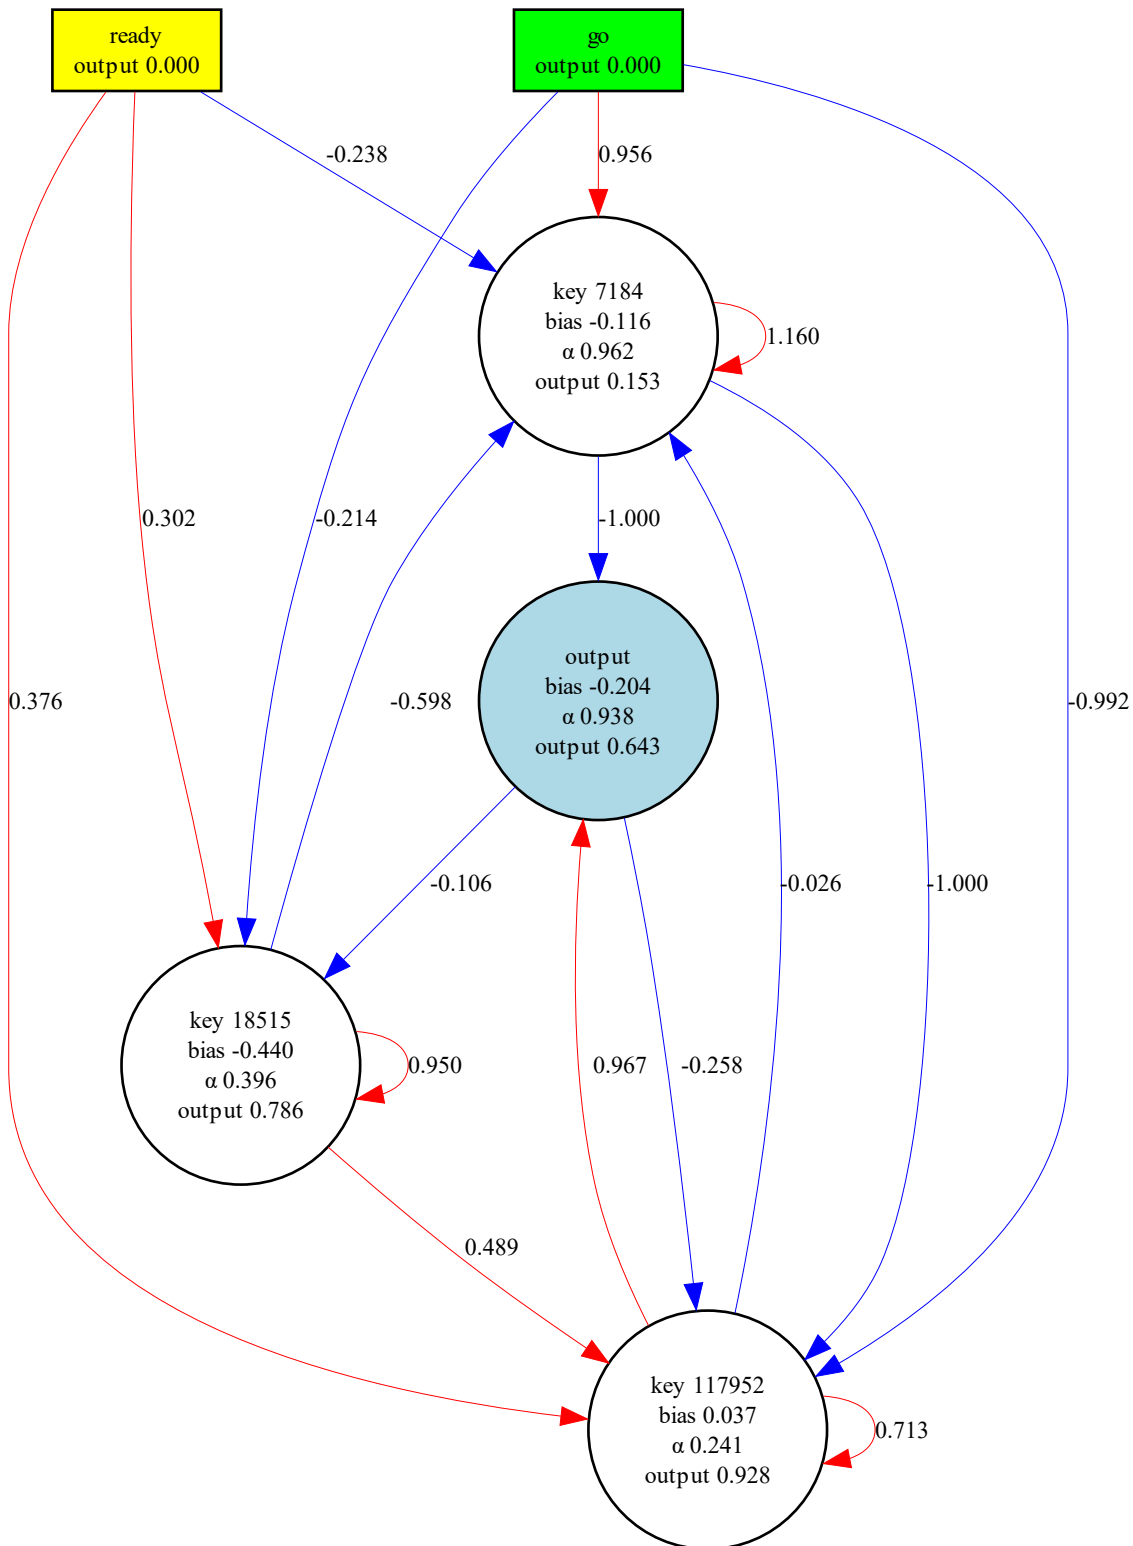 ready
output 0.000
go
output 0.000
-0.238
0.956
key 7184
bias -0.116
α 0.962
output 0.153
1.160
0.302
-0.214
-1.000
0.376
-0.598
output
bias -0.204
α 0.938
output 0.643
-0.992
-0.106
-0.026
-1.000
key 18515
bias -0.440
α 0.396
output 0.786
0.950
0.967
-0.258
0.489
key 117952
bias 0.037
α 0.241
output 0.928
0.713